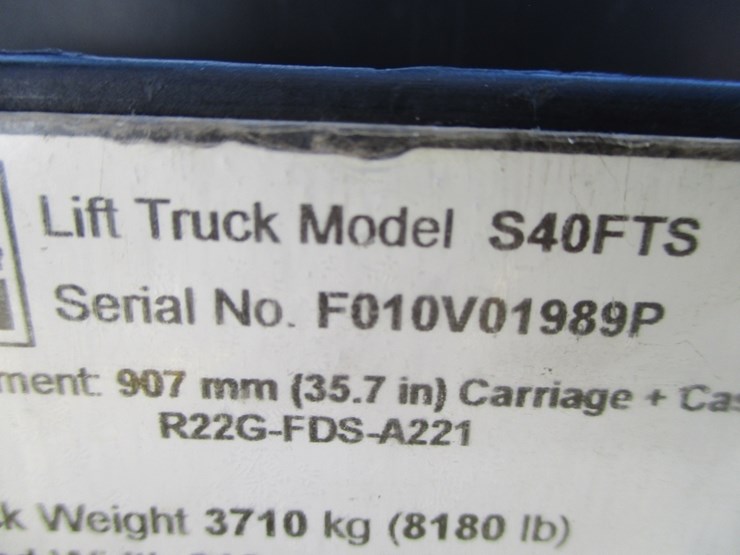 Lift Truck Model S40FTS
Serial No. F010V01989P
ment: 907 mm (35.7 in) Carriage + Cas
R22G-FDS-A221
k Weight 3710 kg (8180 lb)